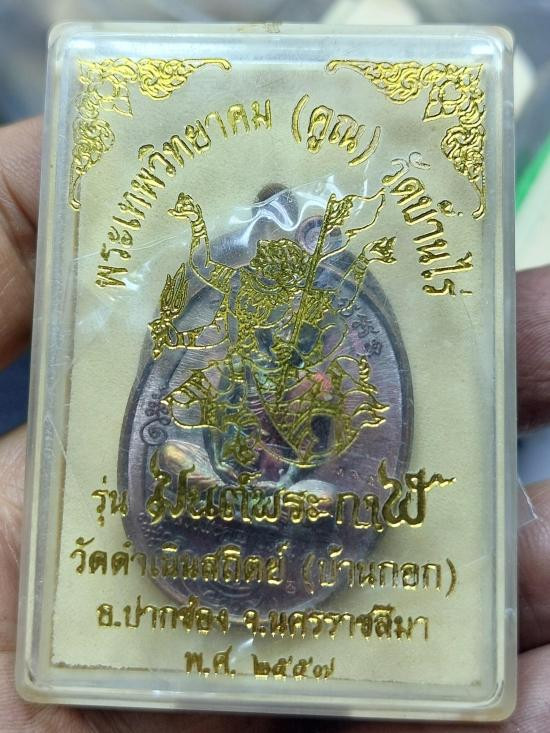 พระเทพวิทยาคม (คูณ) วัดบ้านไร่
รุ่น มนต์พระกาฬ
วัดดำเนินสถิตย์ (บ้านกอก)
อ.ปากช่อง จ.นครราชสีมา
พ.ศ. ๒๕๕๗